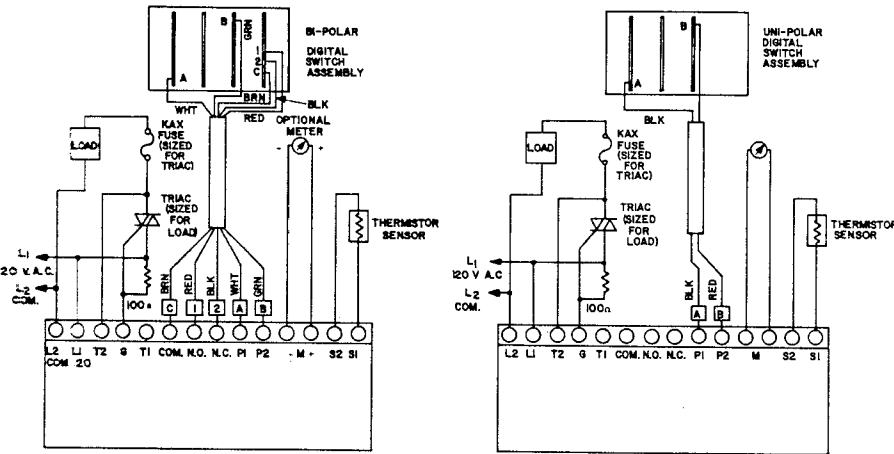 BI-POLAR
DIGITAL
SWITCH
ASSEMBLY
B
GRN
1
2
C
A
BRN
WHT
BLK
RED
OPTIONAL
METER
- +
LOAD
KAX
FUSE
(SIZED
FOR
TRIAC)
TRIAC
(SIZED
FOR
LOAD)
THERMISTOR
SENSOR
L1
120 V. A.C.
L2
COM.
100Ω
BRN
RED
BLK
WHT
GRN
C 1 2 A B
L2 L1 T2 G T1 COM. N.O. N.C. P1 P2 - M + S2 S1
COM 120
UNI-POLAR
DIGITAL
SWITCH
ASSEMBLY
B
A
BLK
LOAD
KAX
FUSE
(SIZED
FOR
TRIAC)
TRIAC
(SIZED
FOR
LOAD)
THERMISTOR
SENSOR
L1
120 V A.C
L2
COM.
100Ω
BLK
RED
A B
L2 L1 T2 G T1 COM. N.O. N.C. P1 P2 M S2 S1